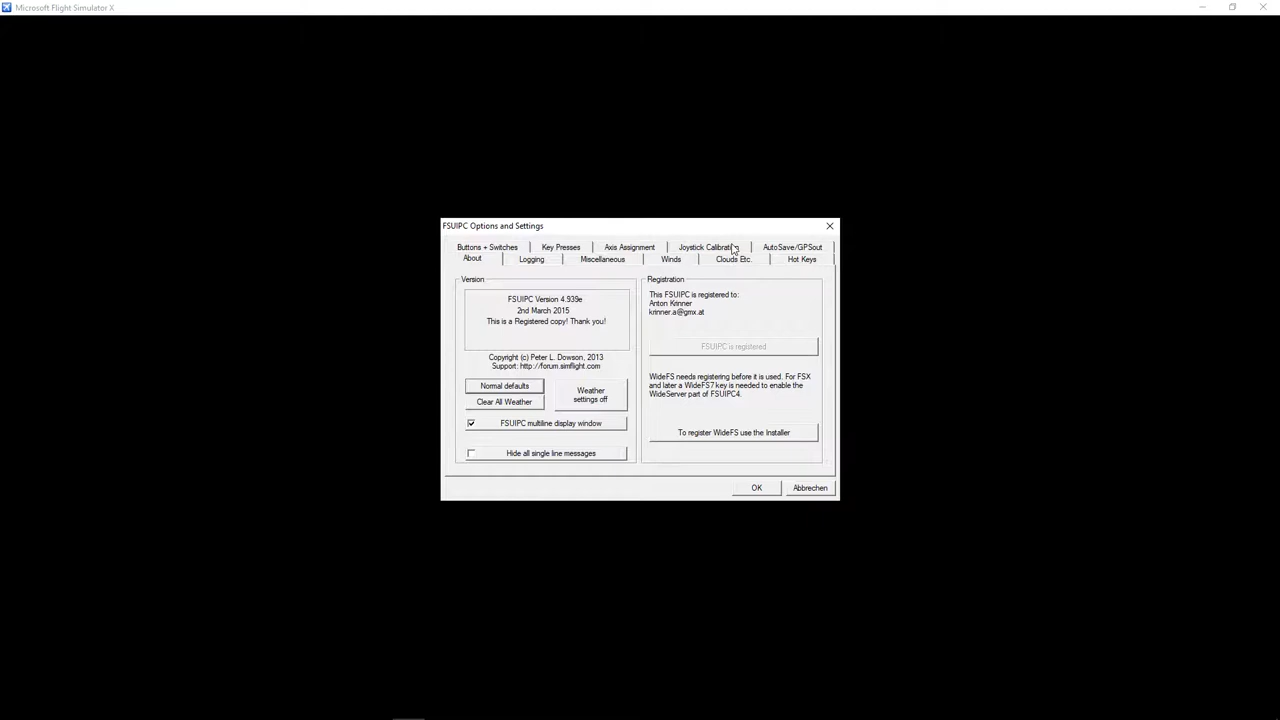 Microsoft Flight Simulator X
FSUIPC Options and Settings
Buttons + Switches
Key Presses
Axis Assignment
Joystick Calibration
AutoSave/GPSout
About
Logging
Miscellaneous
Winds
Clouds Etc.
Hot Keys
Version
FSUIPC Version 4.939e
2nd March 2015
This is a Registered copy! Thank you!
Copyright (c) Peter L. Dowson, 2013
Support: http://forum.simflight.com
Normal defaults
Clear All Weather
Weather
settings off
FSUIPC multiline display window
Hide all single line messages
Registration
This FSUIPC is registered to:
Anton Krinner
krinner.a@gmx.at
FSUIPC is registered
WideFS needs registering before it is used. For FSX
and later a WideFS7 key is needed to enable the
WideServer part of FSUIPC4.
To register WideFS use the Installer
OK
Abbrechen